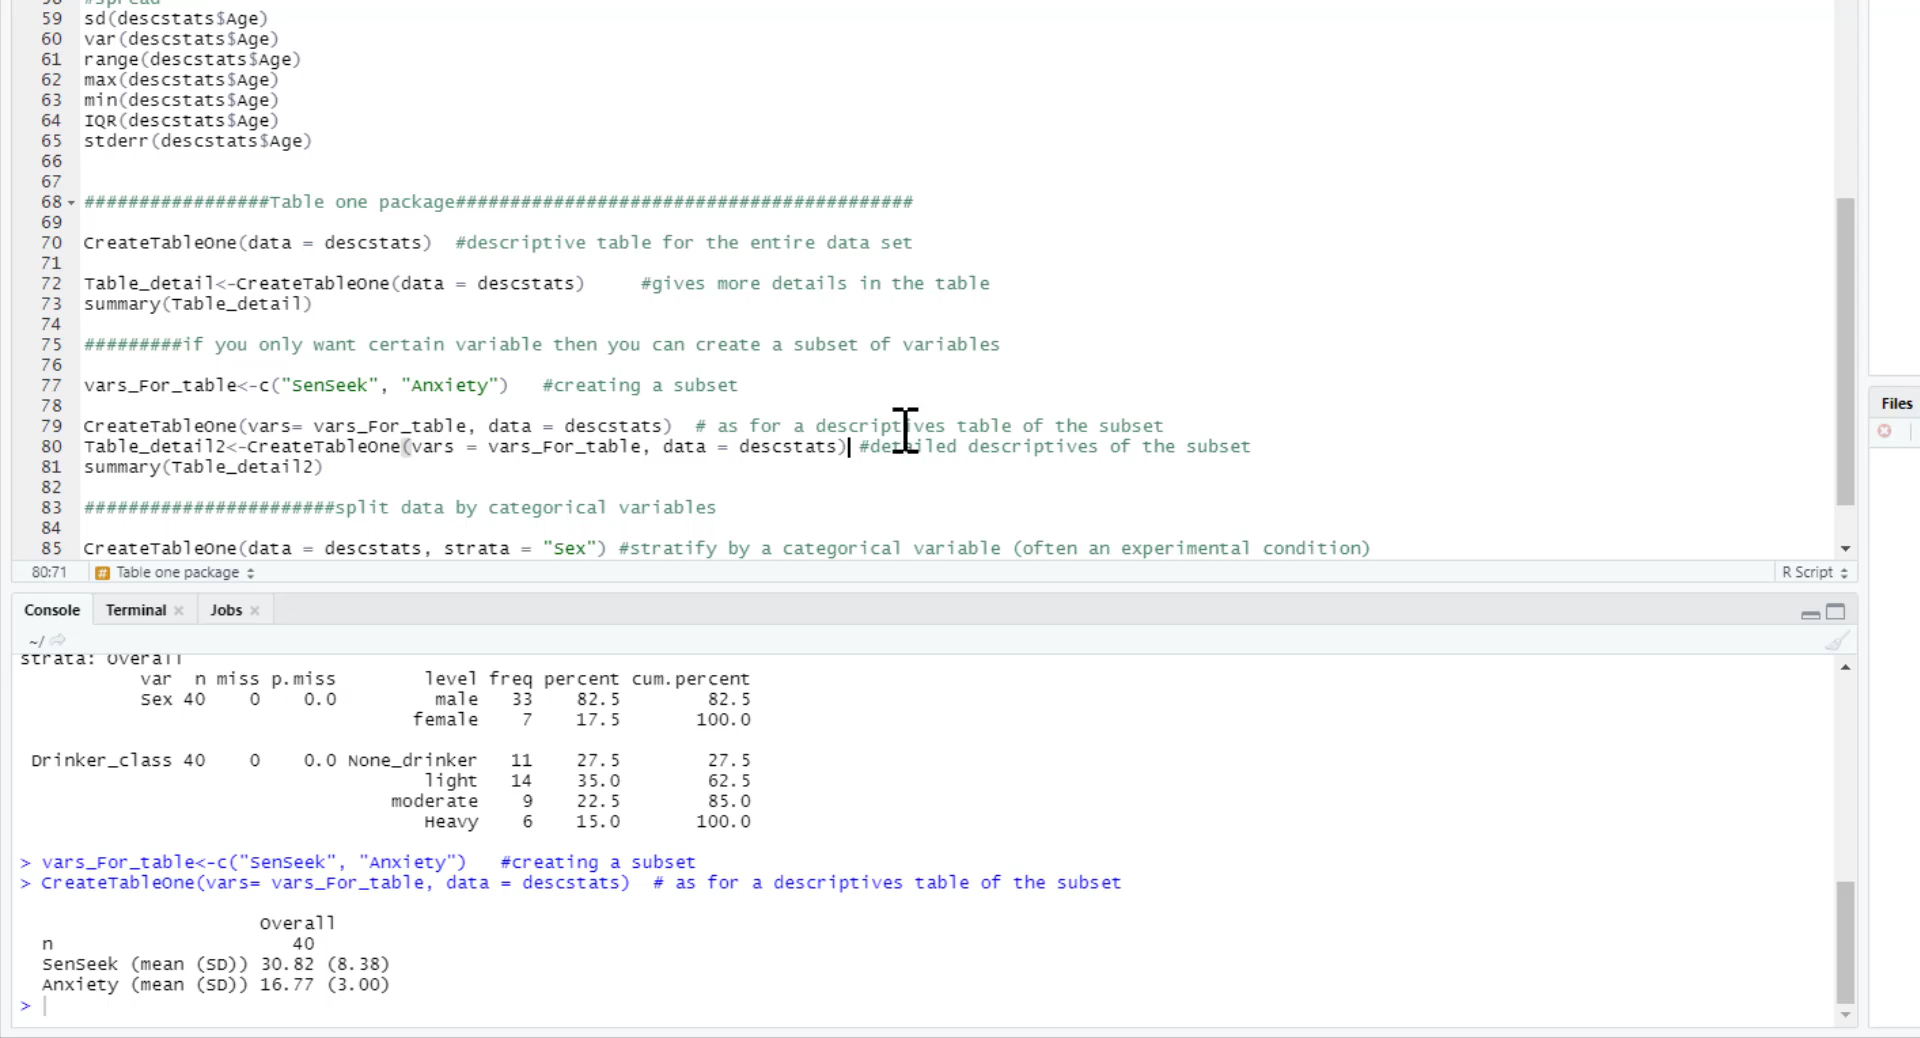 58 #spread
59 sd(descstats$Age)
60 var(descstats$Age)
61 range(descstats$Age)
62 max(descstats$Age)
63 min(descstats$Age)
64 IQR(descstats$Age)
65 stderr(descstats$Age)
66
67
68 #################Table one package##########################################
69
70 CreateTableOne(data = descstats)  #descriptive table for the entire data set
71
72 Table_detail<-CreateTableOne(data = descstats)     #gives more details in the table
73 summary(Table_detail)
74
75 #########if you only want certain variable then you can create a subset of variables
76
77 vars_For_table<-c("SenSeek", "Anxiety")   #creating a subset
78
79 CreateTableOne(vars= vars_For_table, data = descstats)  # as for a descriptives table of the subset
80 Table_detail2<-CreateTableOne(vars = vars_For_table, data = descstats) #detailed descriptives of the subset
81 summary(Table_detail2)
82
83 #######################split data by categorical variables
84
85 CreateTableOne(data = descstats, strata = "Sex") #stratify by a categorical variable (often an experimental condition)
80:71 # Table one package R Script
Files
Console Terminal Jobs
~/
strata: Overall
var n miss p.miss level freq percent cum.percent
Sex 40 0 0.0 male 33 82.5 82.5
female 7 17.5 100.0
Drinker_class 40 0 0.0 None_drinker 11 27.5 27.5
light 14 35.0 62.5
moderate 9 22.5 85.0
Heavy 6 15.0 100.0
> vars_For_table<-c("SenSeek", "Anxiety")   #creating a subset
> CreateTableOne(vars= vars_For_table, data = descstats)  # as for a descriptives table of the subset
Overall
n 40
SenSeek (mean (SD)) 30.82 (8.38)
Anxiety (mean (SD)) 16.77 (3.00)
>